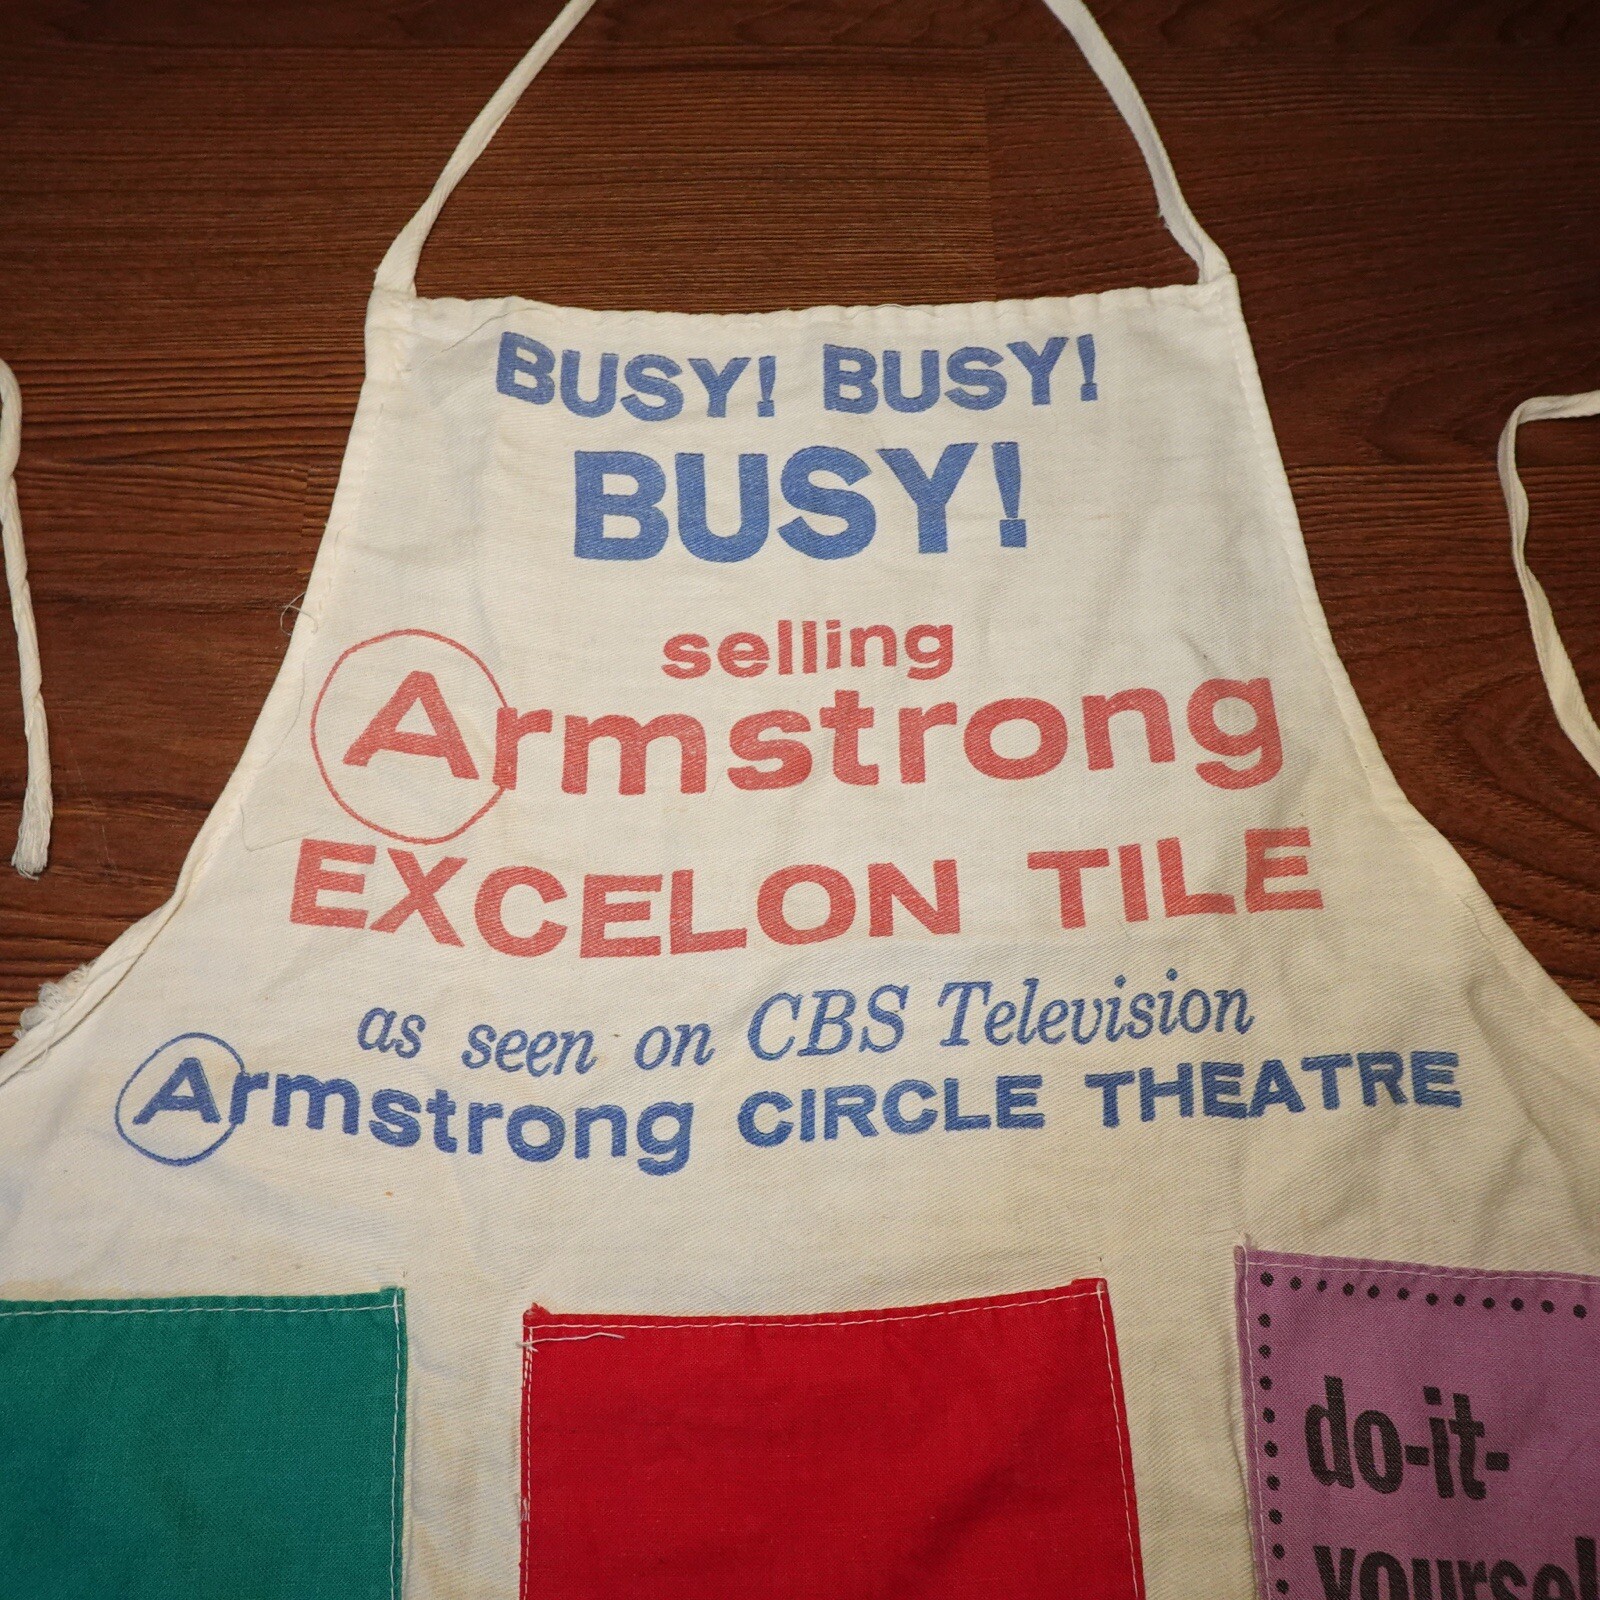 BUSY! BUSY!
BUSY!
selling
Armstrong
EXCELON TILE
as seen on CBS Television
Armstrong CIRCLE THEATRE
do-it-